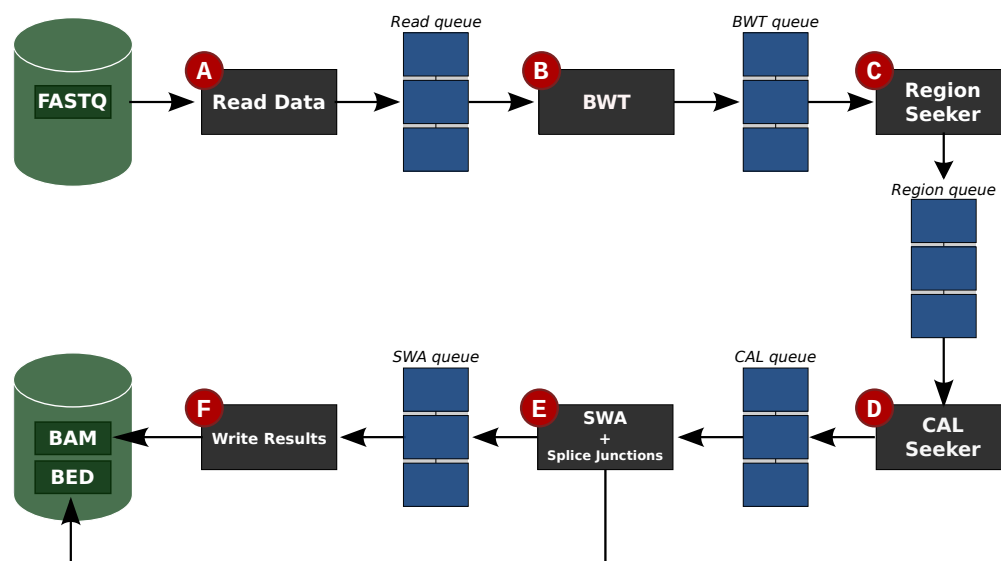 Read queue
BWT queue
A
B
C
FASTQ
Read Data
BWT
Region
Seeker
Region queue
SWA queue
CAL queue
F
E
D
BAM
BED
Write Results
SWA
+
Splice Junctions
CAL
Seeker